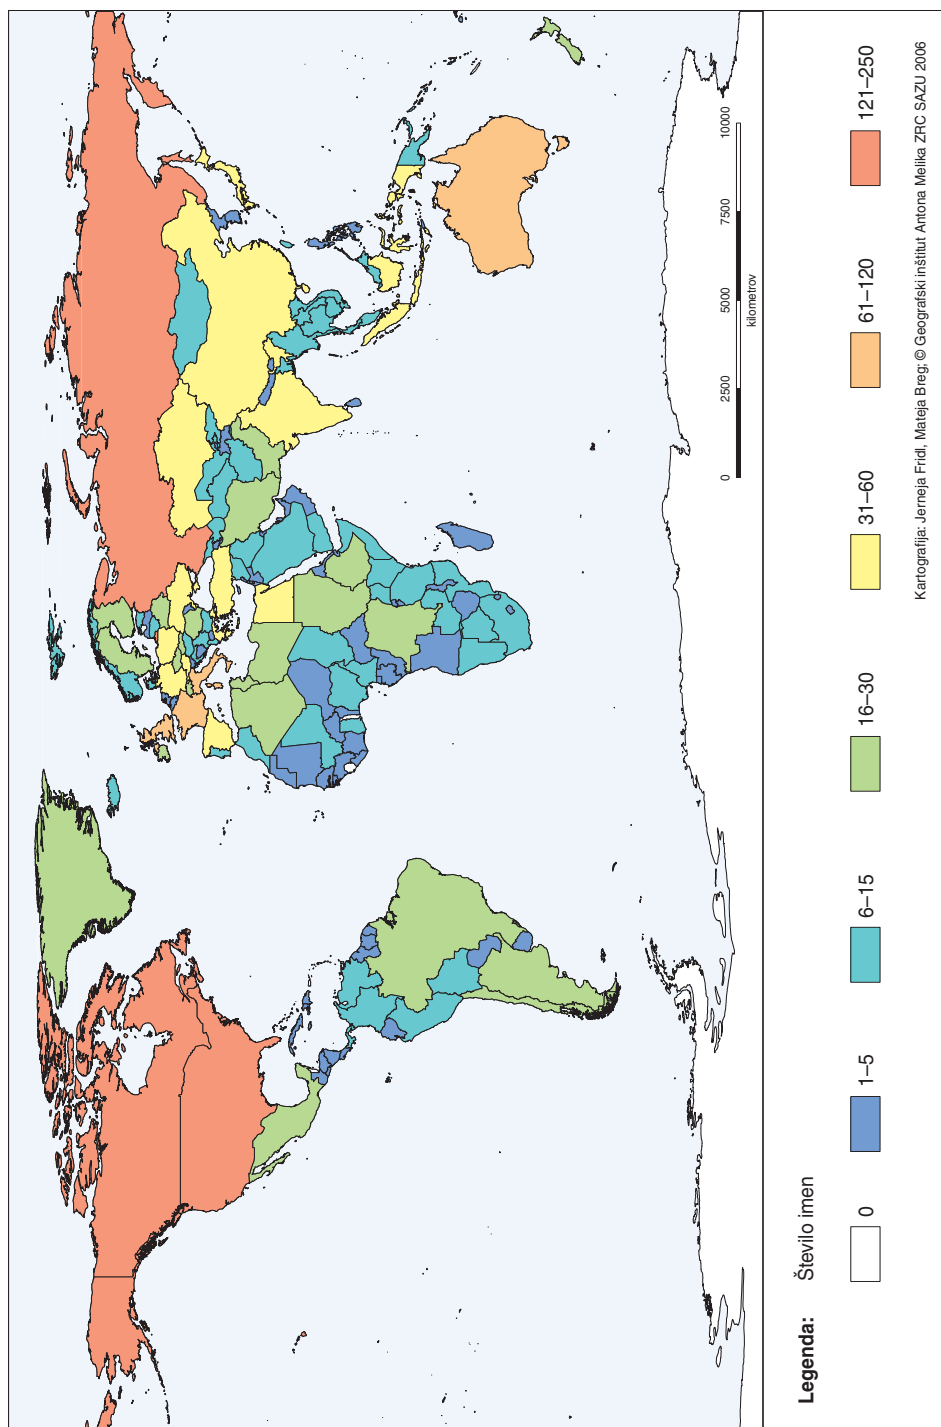 0 2500 5000 7500 10000
kilometrov
Legenda: Število imen
0 1–5 6–15 16–30 31–60 61–120 121–250
Kartografija: Jerneja Fridl, Mateja Breg; © Geografski inštitut Antona Melika ZRC SAZU 2006